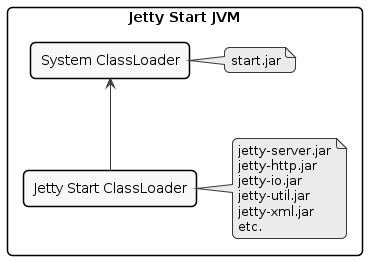 Jetty Start JVM
System ClassLoader
start.jar
Jetty Start ClassLoader
jetty-server.jar
jetty-http.jar
jetty-io.jar
jetty-util.jar
jetty-xml.jar
etc.